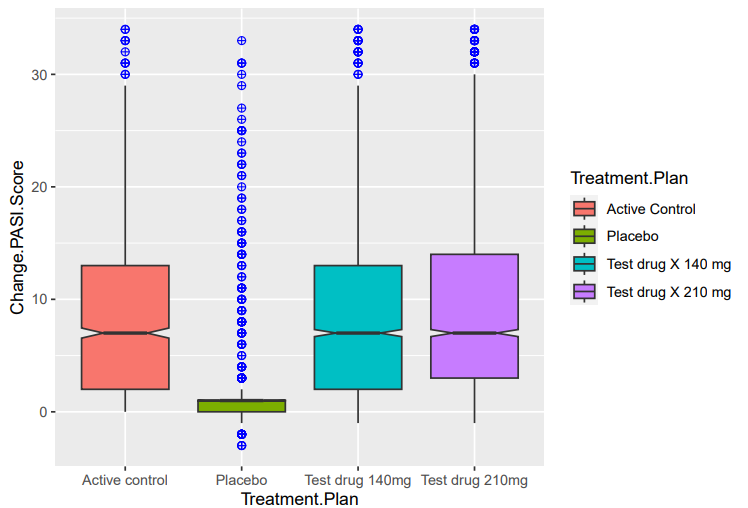 Change.PASI.Score
30
20
10
0
Active control
Placebo
Test drug 140mg
Test drug 210mg
Treatment.Plan
Treatment.Plan
Active Control
Placebo
Test drug X 140 mg
Test drug X 210 mg